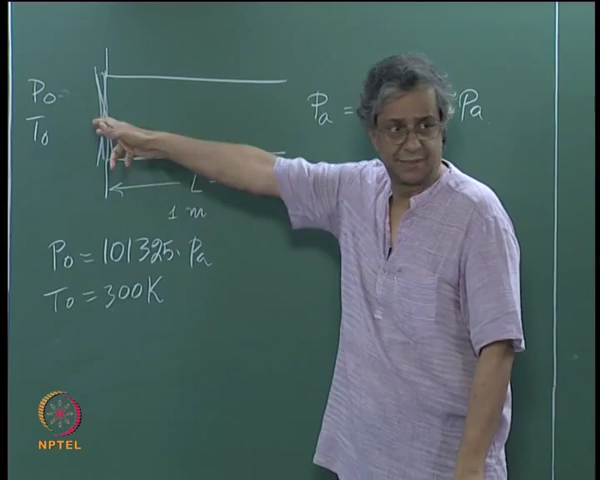 P₀
T₀
Pa = Pa
L
1 m
P₀ = 101325. Pa
T₀ = 300K
NPTEL